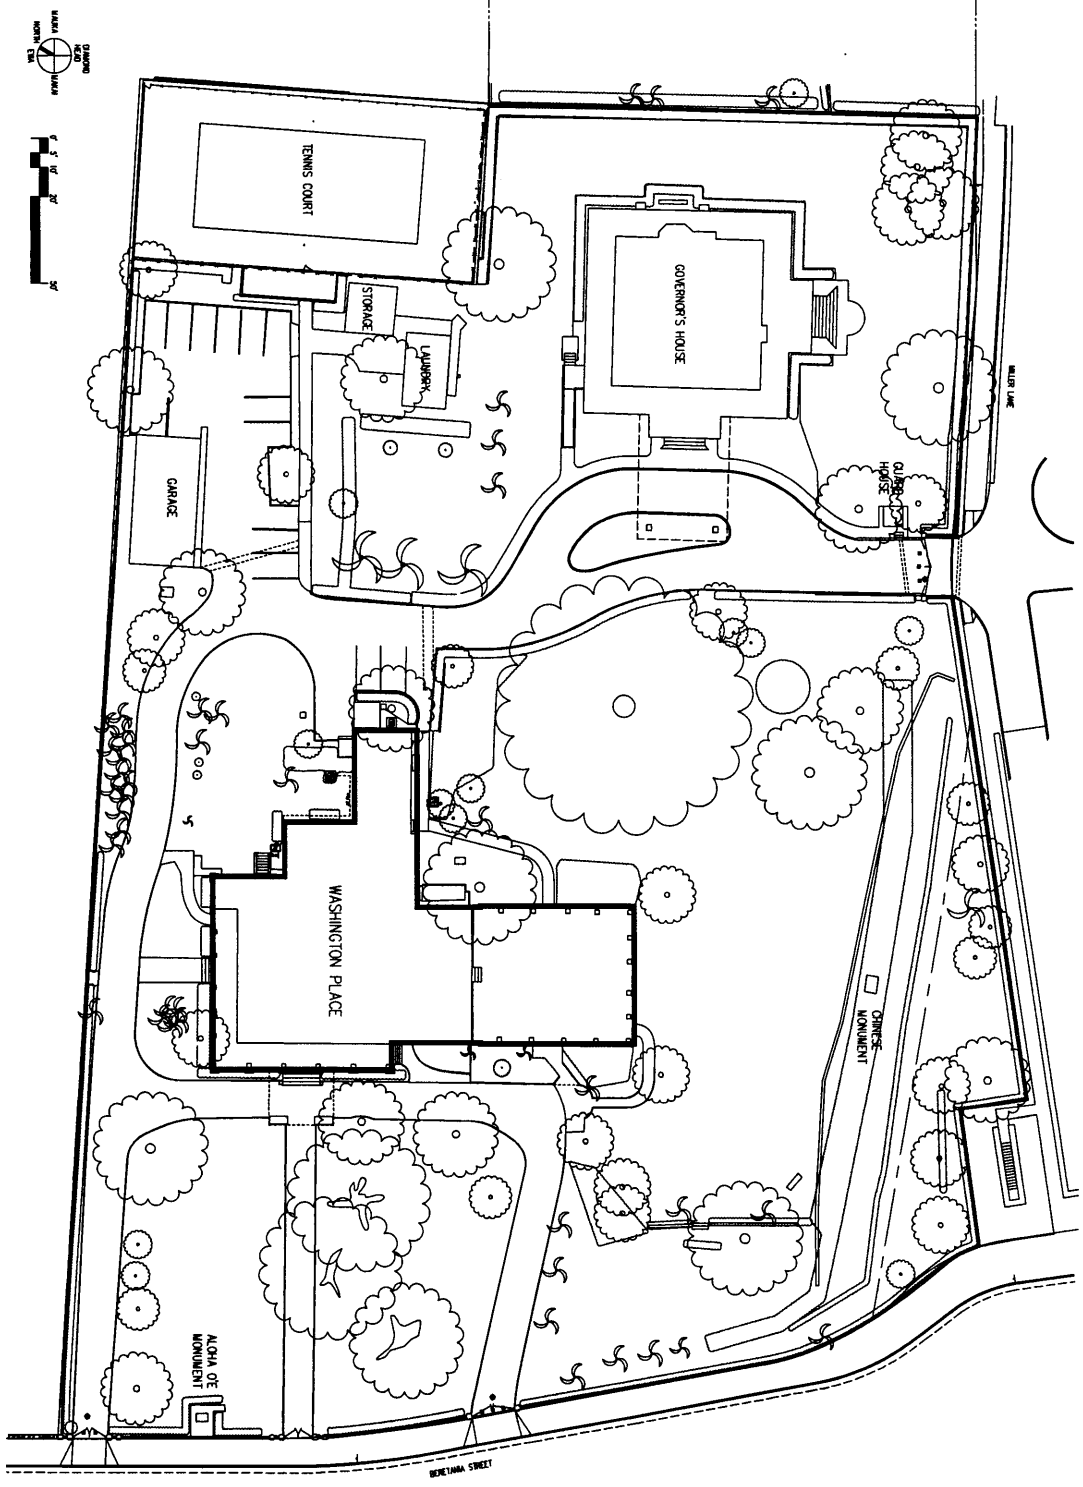 MAUKA
DIAMOND
HEAD
NORTH
EWA
MAKAI
0'
5'
10'
20'
50'
TENNIS COURT
STORAGE
LAUNDRY
GOVERNOR'S HOUSE
MILLER LANE
GUARD
HOUSE
GARAGE
WASHINGTON PLACE
CHINESE
MONUMENT
ALOHA OE
MONUMENT
BERETANIA STREET